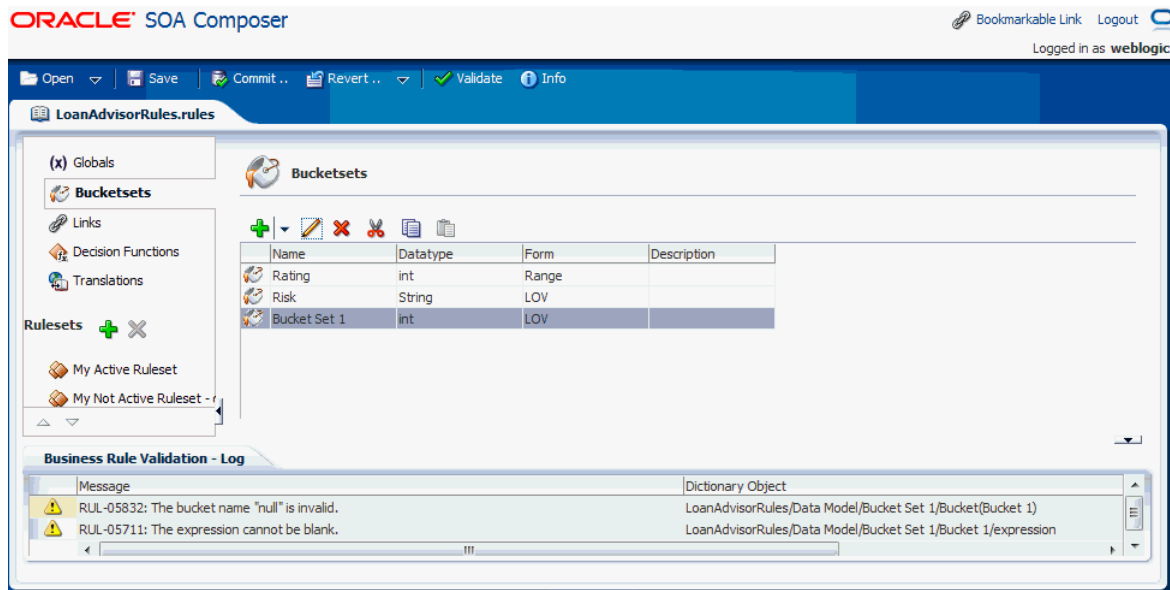 ORACLE SOA Composer
Bookmarkable Link Logout
Logged in as weblogic
Open Save Commit .. Revert .. Validate Info
LoanAdvisorRules.rules
(x) Globals
Bucketsets
Links
Decision Functions
Translations
Rulesets
My Active Ruleset
My Not Active Ruleset -
Bucketsets
Name Datatype Form Description
Rating int Range
Risk String LOV
Bucket Set 1 int LOV
Business Rule Validation - Log
Message Dictionary Object
RUL-05832: The bucket name "null" is invalid. LoanAdvisorRules/Data Model/Bucket Set 1/Bucket(Bucket 1)
RUL-05711: The expression cannot be blank. LoanAdvisorRules/Data Model/Bucket Set 1/Bucket 1/expression